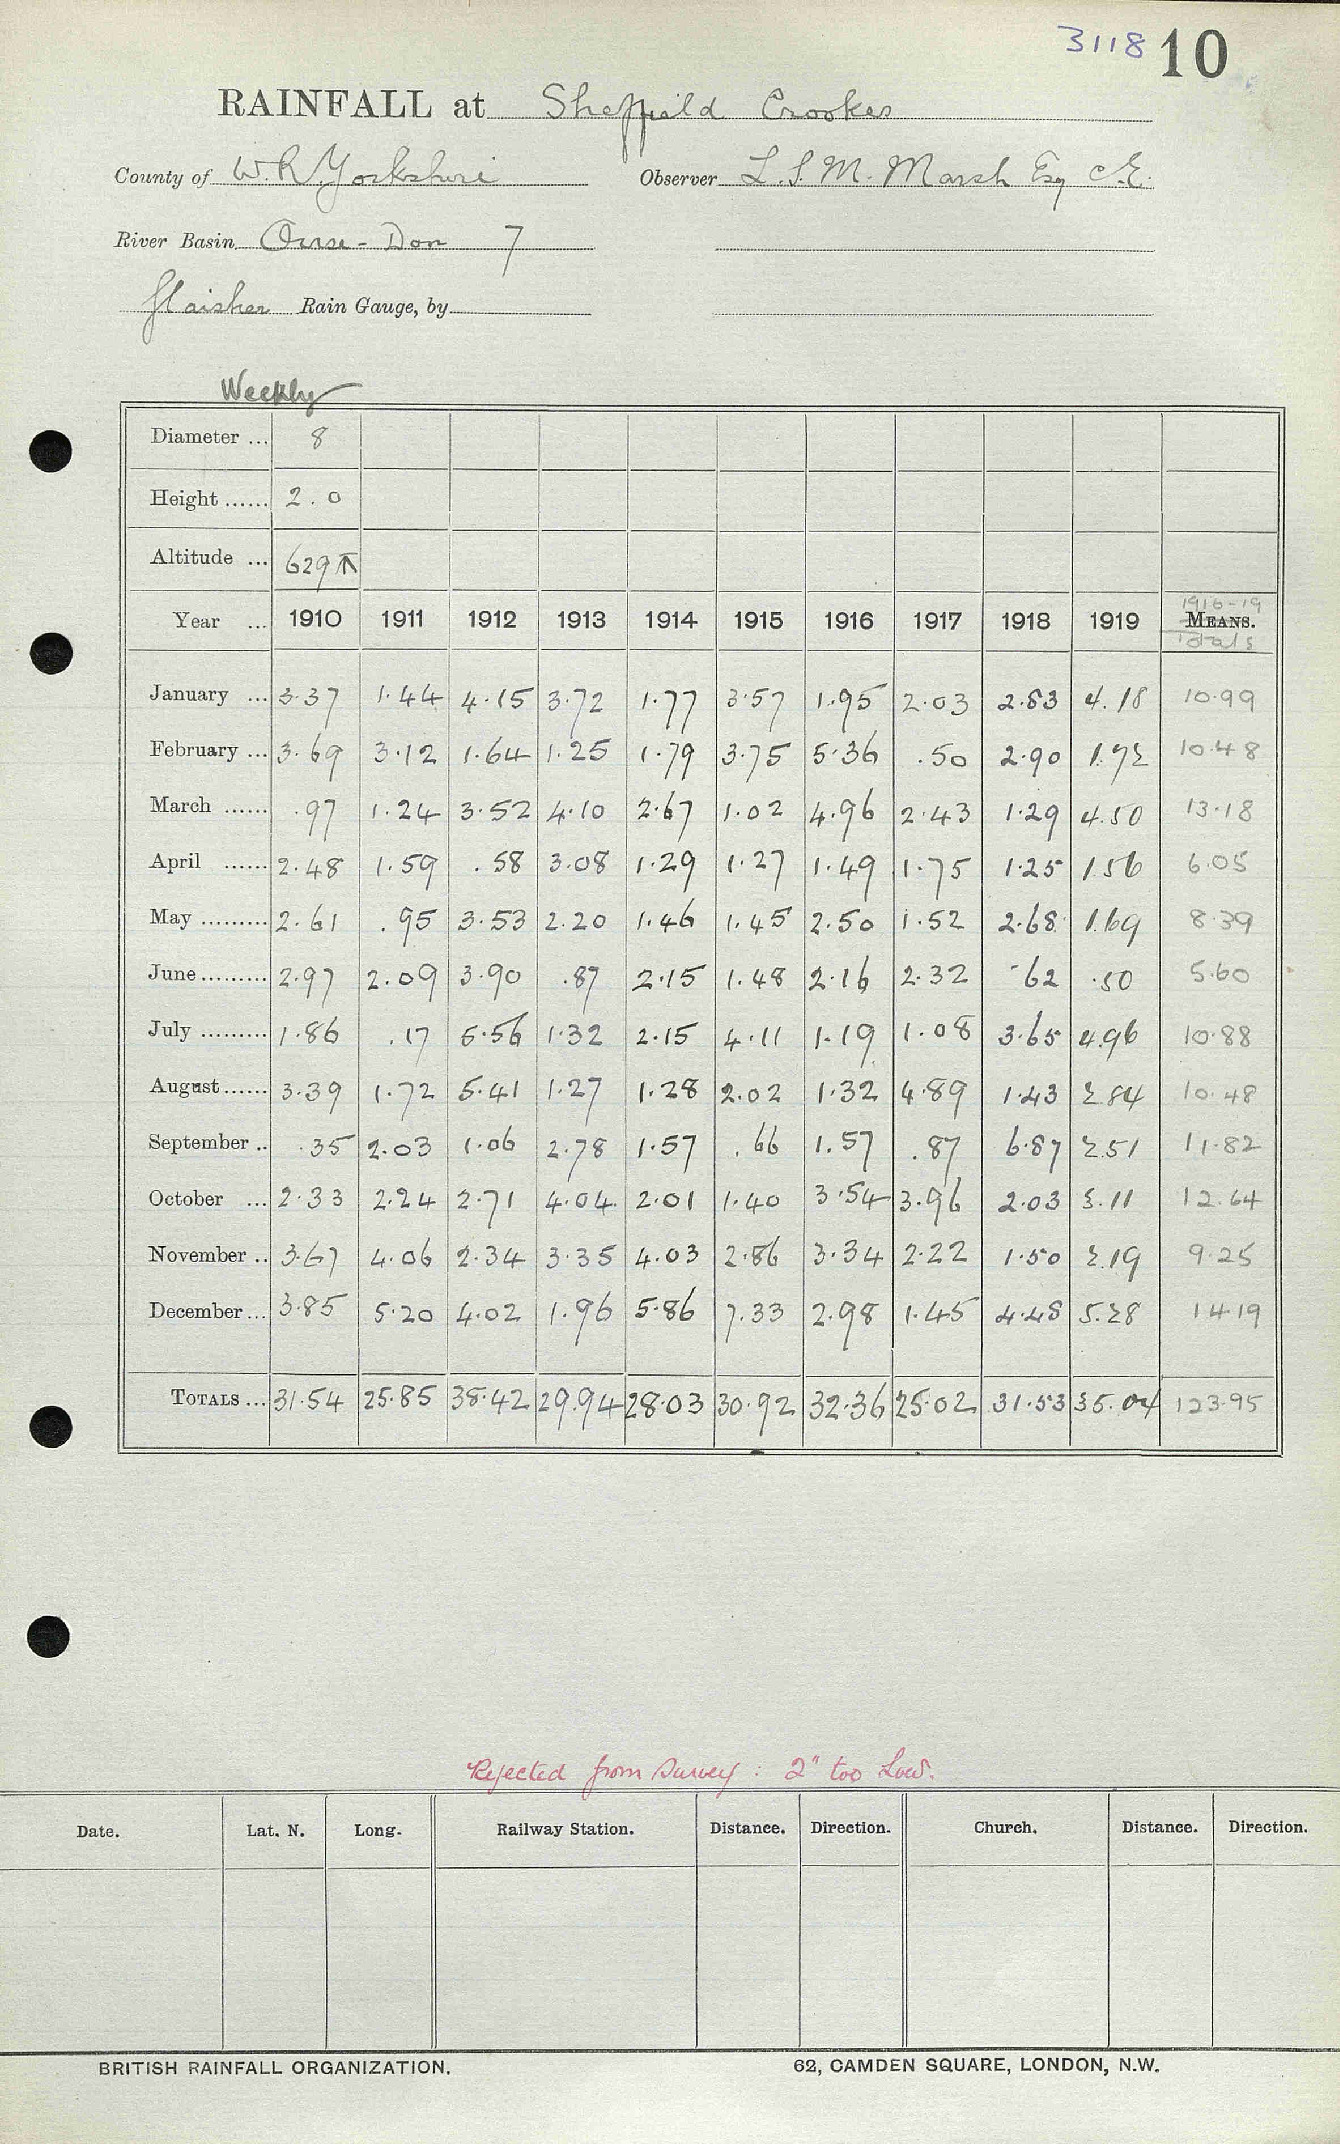 3118 10
RAINFALL at Sheffield Crookes
County of W.R. Yorkshire Observer L.S.M. Marsh Esq C.E.
River Basin Ouse - Don 7
Glaisher Rain Gauge, by
Weekly
Diameter ... 8
Height ...... 2.0
Altitude ... 629
1916-19
Year ... 1910 1911 1912 1913 1914 1915 1916 1917 1918 1919 MEANS.
Totals
January ... 3.37 1.44 4.15 3.72 1.77 3.57 1.95 2.03 2.83 4.18 10.99
February ... 3.69 3.12 1.64 1.25 1.79 3.75 5.36 .50 2.90 1.72 10.48
March ...... .97 1.24 3.52 4.10 2.67 1.02 4.96 2.43 1.29 4.50 13.18
April ...... 2.48 1.59 .58 3.08 1.29 1.27 1.49 1.75 1.25 1.56 6.05
May ......... 2.61 .95 3.53 2.20 1.46 1.45 2.50 1.52 2.68 1.69 8.39
June ......... 2.97 2.09 3.90 .87 2.15 1.48 2.16 2.32 .62 .50 5.60
July ......... 1.86 .17 5.56 1.32 2.15 4.11 1.19 1.08 3.65 4.96 10.88
August ...... 3.39 1.72 5.41 1.27 1.28 2.02 1.32 4.89 1.43 2.84 10.48
September .. .35 2.03 1.06 2.78 1.57 .66 1.57 .87 6.87 2.51 11.82
October ... 2.33 2.24 2.71 4.04 2.01 1.40 3.54 3.96 2.03 3.11 12.64
November .. 3.67 4.06 2.34 3.35 4.03 2.86 3.34 2.22 1.50 2.19 9.25
December ... 3.85 5.20 4.02 1.96 5.86 7.33 2.98 1.45 4.48 5.28 14.19
TOTALS ... 31.54 25.85 38.42 29.94 28.03 30.92 32.36 25.02 31.53 35.04 123.95
Rejected from Survey : 2" too Low.
Date. Lat. N. Long. Railway Station. Distance. Direction. Church. Distance. Direction.
BRITISH RAINFALL ORGANIZATION. 62, CAMDEN SQUARE, LONDON, N.W.